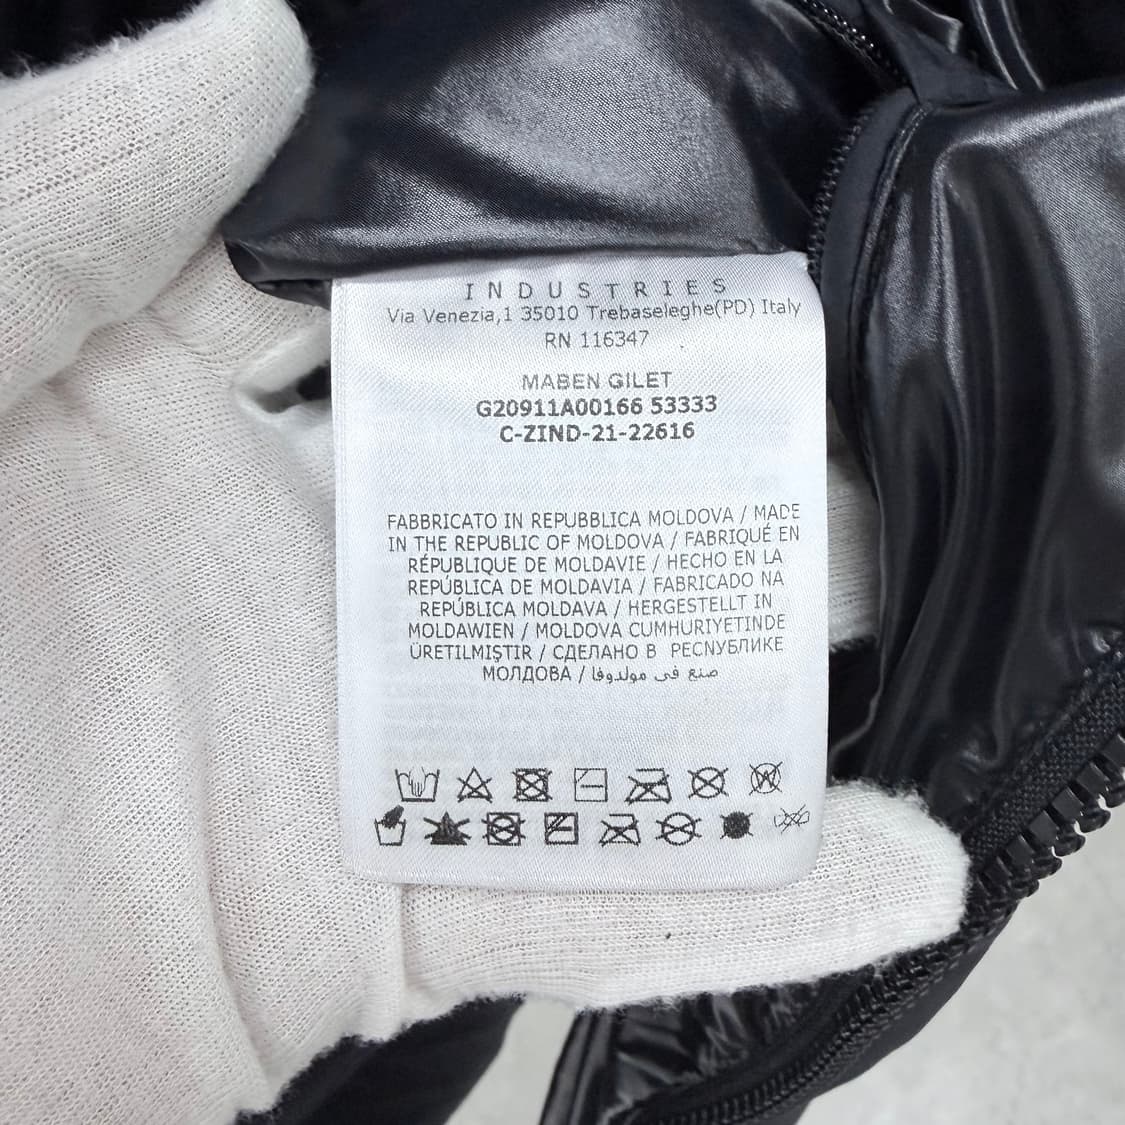 INDUSTRIES
Via Venezia,1 35010 Trebaseleghe(PD) Italy
RN 116347
MABEN GILET
G20911A00166 53333
C-ZIND-21-22616
FABBRICATO IN REPUBBLICA MOLDOVA / MADE
IN THE REPUBLIC OF MOLDOVA / FABRIQUÉ EN
RÉPUBLIQUE DE MOLDAVIE / HECHO EN LA
REPÚBLICA DE MOLDAVIA / FABRICADO NA
REPÚBLICA MOLDAVA / HERGESTELLT IN
MOLDAWIEN / MOLDOVA CUMHURIYETINDE
ÜRETILMIŞTIR / СДЕЛАНО В РЕСПУБЛИКЕ
МОЛДОВА / صنع في مولدوفا